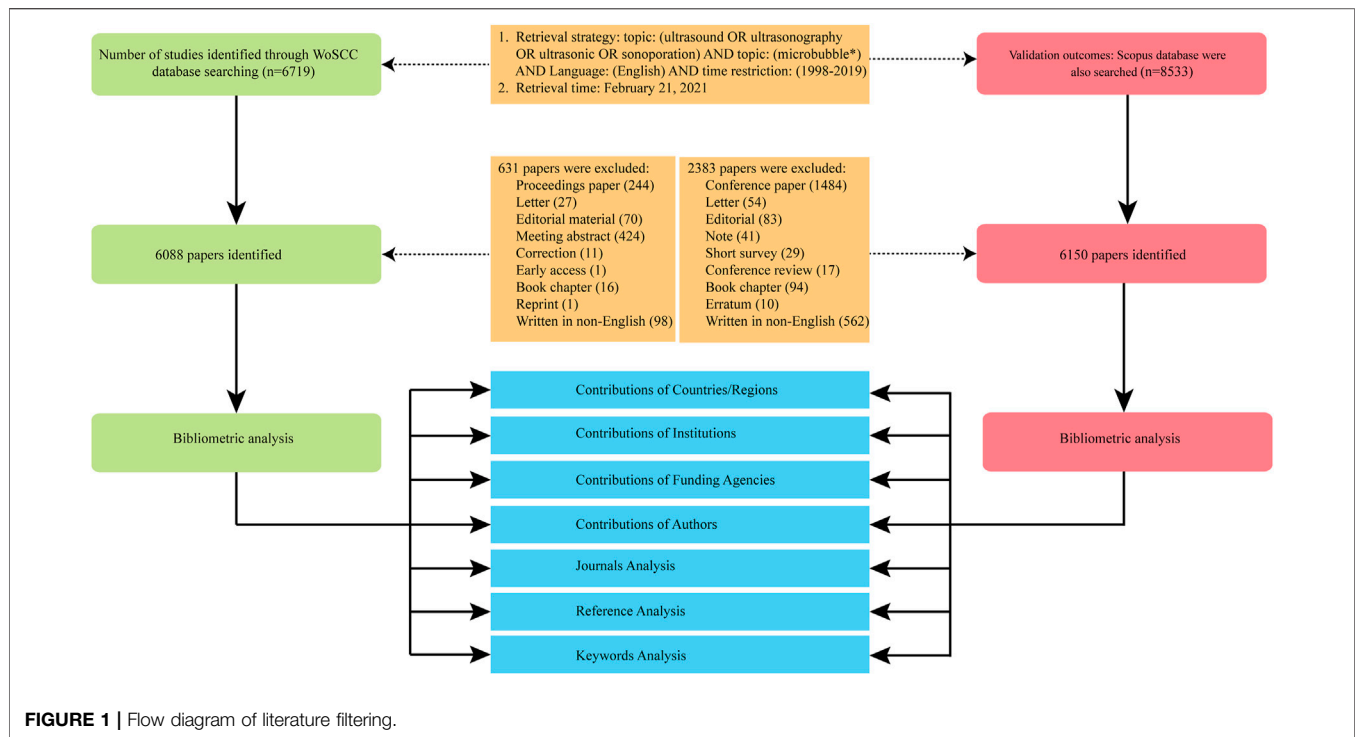 Number of studies identified through WoSCC
database searching (n=6719)
1. Retrieval strategy: topic: (ultrasound OR ultrasonography
OR ultrasonic OR sonoporation) AND topic: (microbubble*)
AND Language: (English) AND time restriction: (1998-2019)
2. Retrieval time: February 21, 2021
Validation outcomes: Scopus database were
also searched (n=8533)
631 papers were excluded:
Proceedings paper (244)
Letter (27)
Editorial material (70)
Meeting abstract (424)
Correction (11)
Early access (1)
Book chapter (16)
Reprint (1)
Written in non-English (98)
2383 papers were excluded:
Conference paper (1484)
Letter (54)
Editorial (83)
Note (41)
Short survey (29)
Conference review (17)
Book chapter (94)
Erratum (10)
Written in non-English (562)
6088 papers identified
6150 papers identified
Bibliometric analysis
Contributions of Countries/Regions
Contributions of Institutions
Contributions of Funding Agencies
Contributions of Authors
Journals Analysis
Reference Analysis
Keywords Analysis
Bibliometric analysis
FIGURE 1 | Flow diagram of literature filtering.